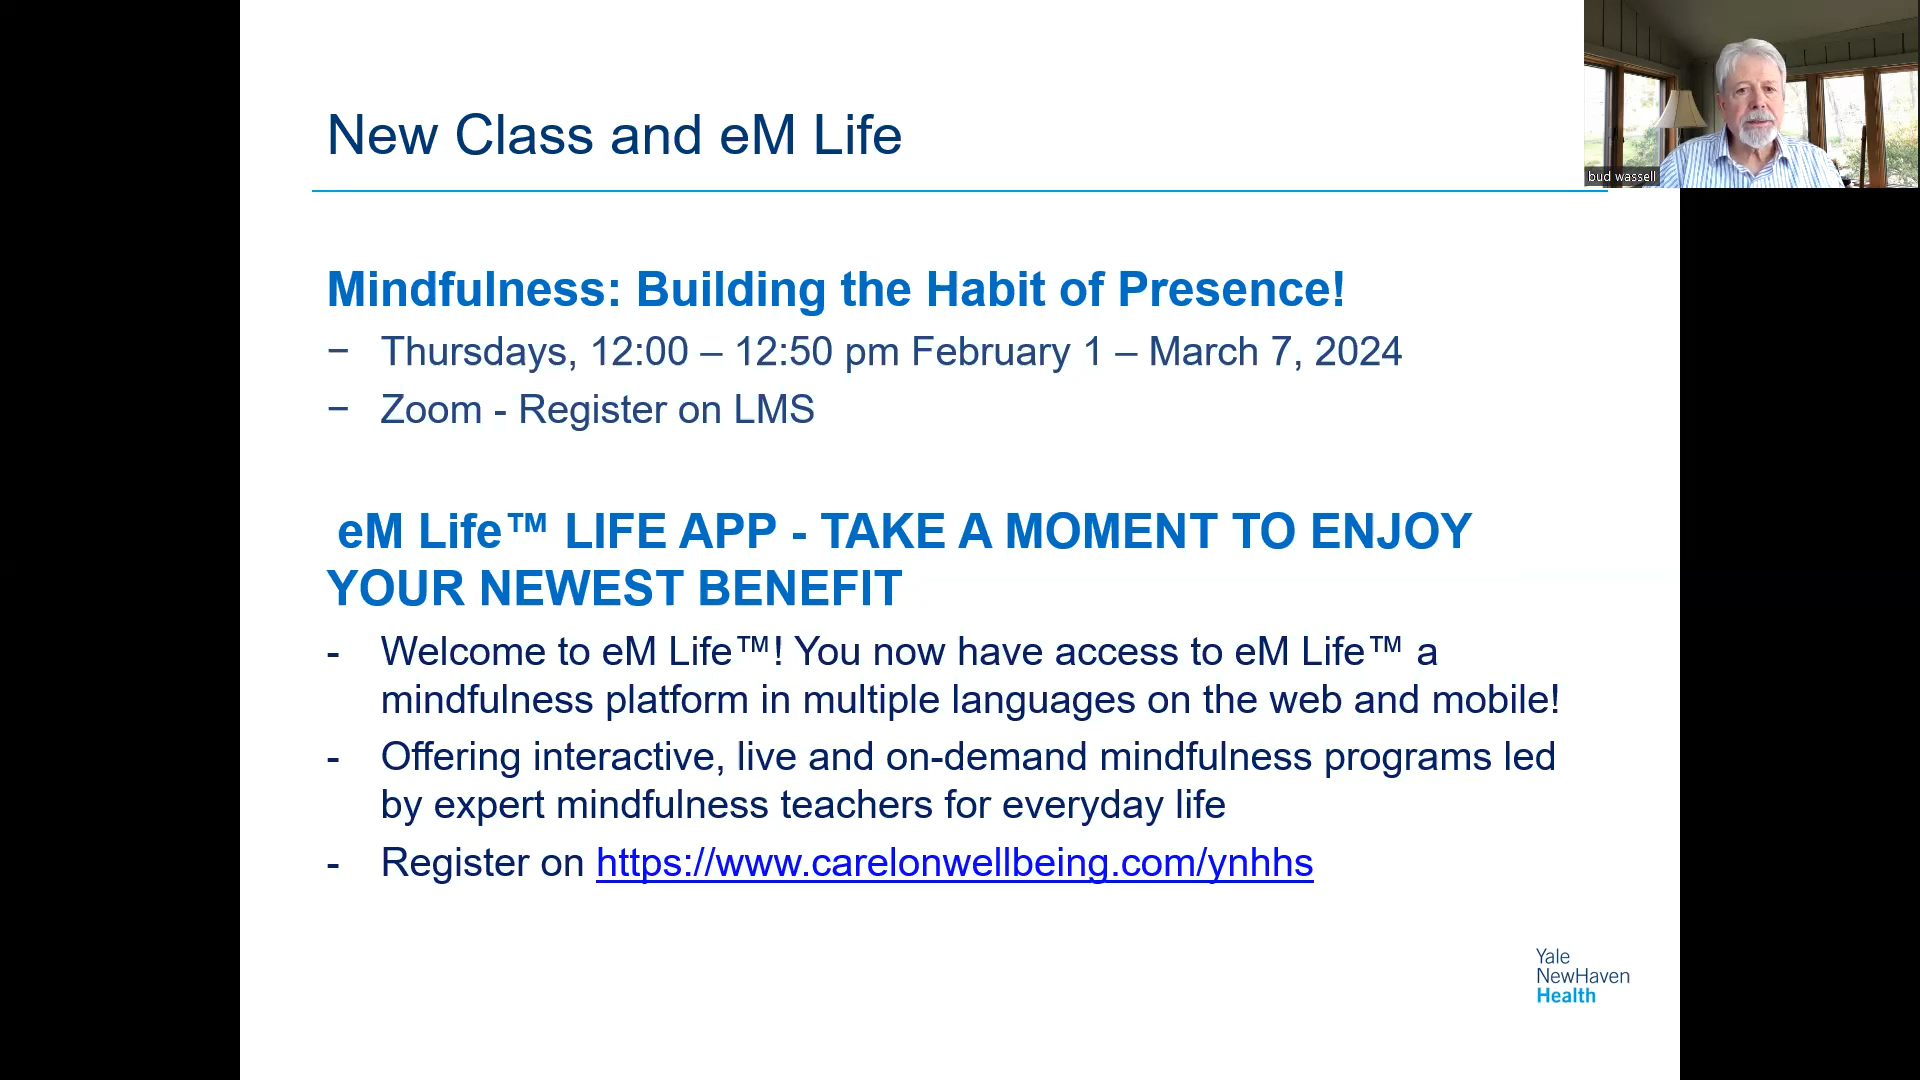 New Class and eM Life
bud wassell
Mindfulness: Building the Habit of Presence!
− Thursdays, 12:00 – 12:50 pm February 1 – March 7, 2024
− Zoom - Register on LMS
eM Life™ LIFE APP - TAKE A MOMENT TO ENJOY
YOUR NEWEST BENEFIT
- Welcome to eM Life™! You now have access to eM Life™ a
mindfulness platform in multiple languages on the web and mobile!
- Offering interactive, live and on-demand mindfulness programs led
by expert mindfulness teachers for everyday life
- Register on https://www.carelonwellbeing.com/ynhhs
Yale
NewHaven
Health